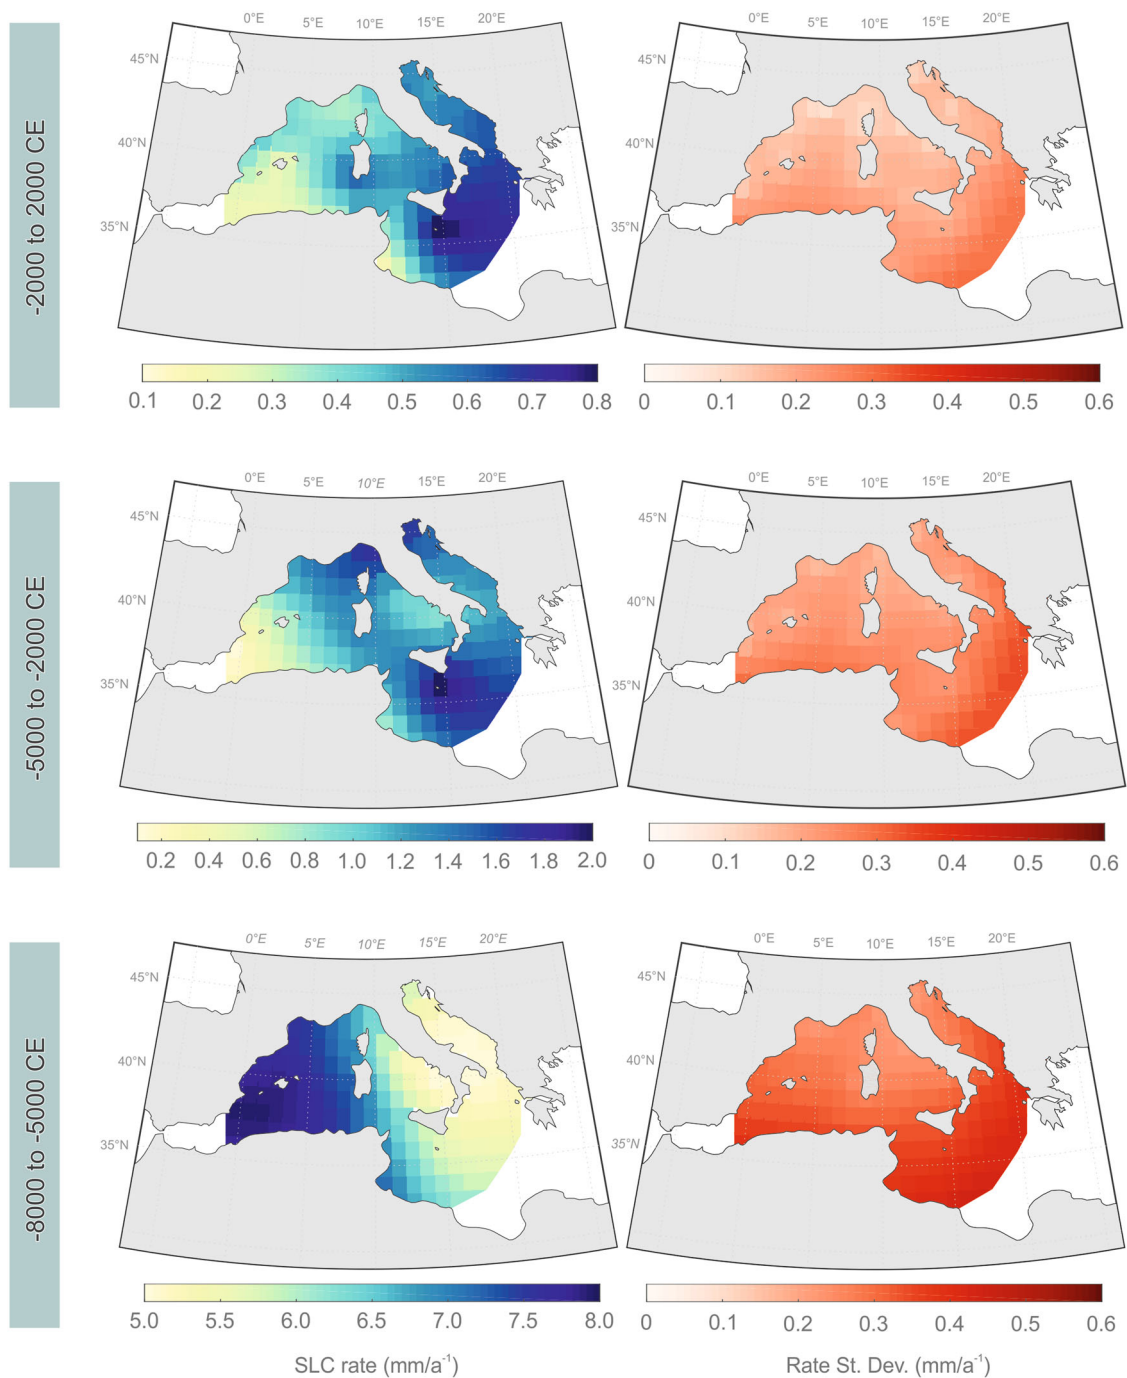 0°E 5°E 10°E 15°E 20°E
0°E 5°E 10°E 15°E 20°E
45°N
40°N
35°N
-2000 to 2000 CE
0.1 0.2 0.3 0.4 0.5 0.6 0.7 0.8
0 0.1 0.2 0.3 0.4 0.5 0.6
0°E 5°E 10°E 15°E 20°E
0°E 5°E 10°E 15°E 20°E
45°N 45°N
40°N 40°N
35°N 35°N
-5000 to -2000 CE
0.2 0.4 0.6 0.8 1.0 1.2 1.4 1.6 1.8 2.0
0 0.1 0.2 0.3 0.4 0.5 0.6
0°E 5°E 10°E 15°E 20°E
0°E 5°E 10°E 15°E 20°E
45°N 45°N
40°N 40°N
35°N 35°N
-8000 to -5000 CE
5.0 5.5 6.0 6.5 7.0 7.5 8.0
0 0.1 0.2 0.3 0.4 0.5 0.6
SLC rate (mm/a⁻¹)
Rate St. Dev. (mm/a⁻¹)